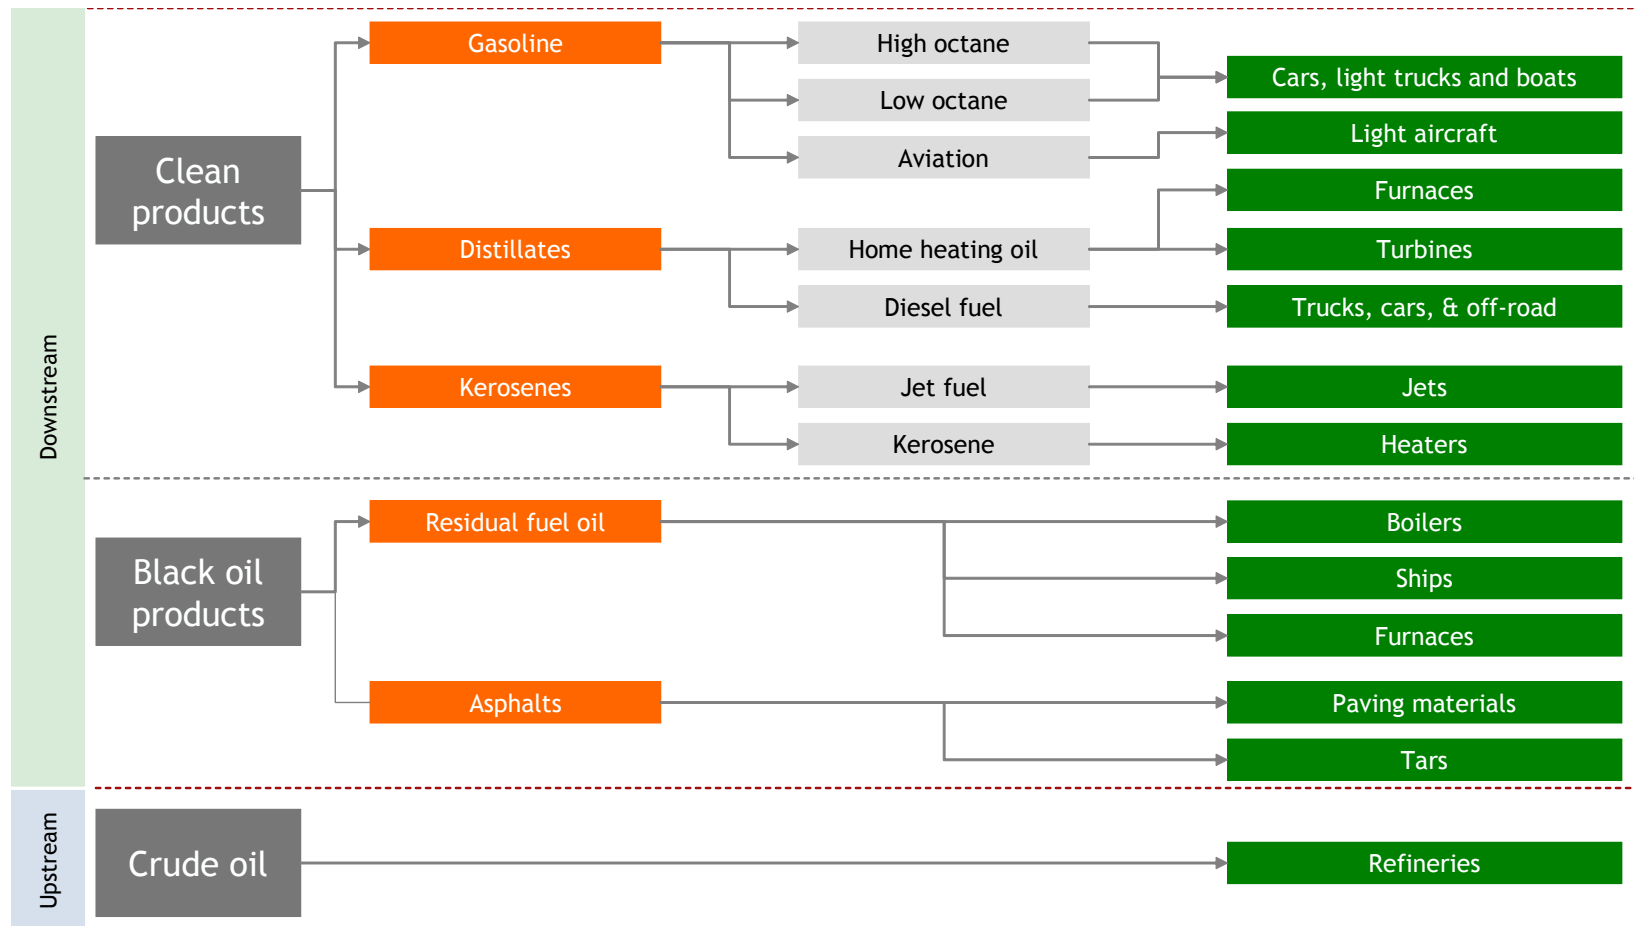 Downstream
Clean
products
Gasoline
High octane
Low octane
Aviation
Cars, light trucks and boats
Light aircraft
Distillates
Home heating oil
Diesel fuel
Furnaces
Turbines
Trucks, cars, & off-road
Kerosenes
Jet fuel
Kerosene
Jets
Heaters
Black oil
products
Residual fuel oil
Boilers
Ships
Furnaces
Asphalts
Paving materials
Tars
Upstream
Crude oil
Refineries